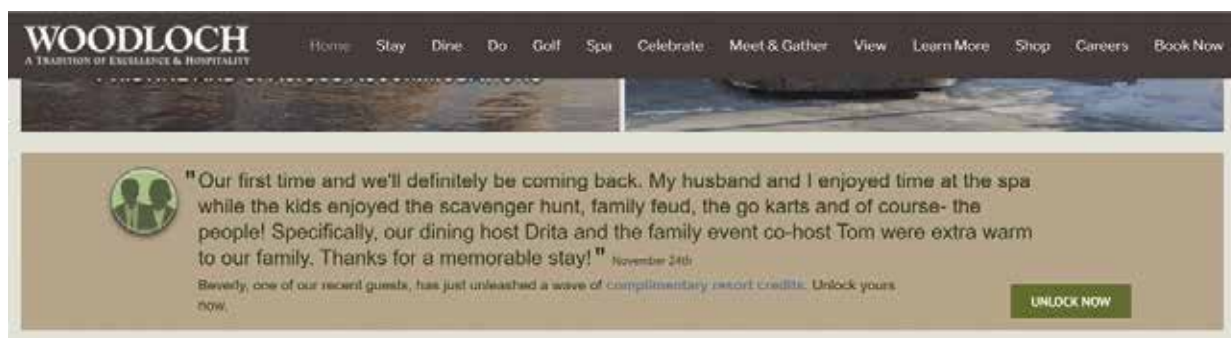 WOODLOCH
A TRADITION OF EXCELLENCE & HOSPITALITY
Home Stay Dine Do Golf Spa Celebrate Meet & Gather View Learn More Shop Careers Book Now
"Our first time and we'll definitely be coming back. My husband and I enjoyed time at the spa
while the kids enjoyed the scavenger hunt, family feud, the go karts and of course- the
people! Specifically, our dining host Drita and the family event co-host Tom were extra warm
to our family. Thanks for a memorable stay!" November 24th
Beverly, one of our recent guests, has just unleashed a wave of complimentary resort credits. Unlock yours
now.
UNLOCK NOW